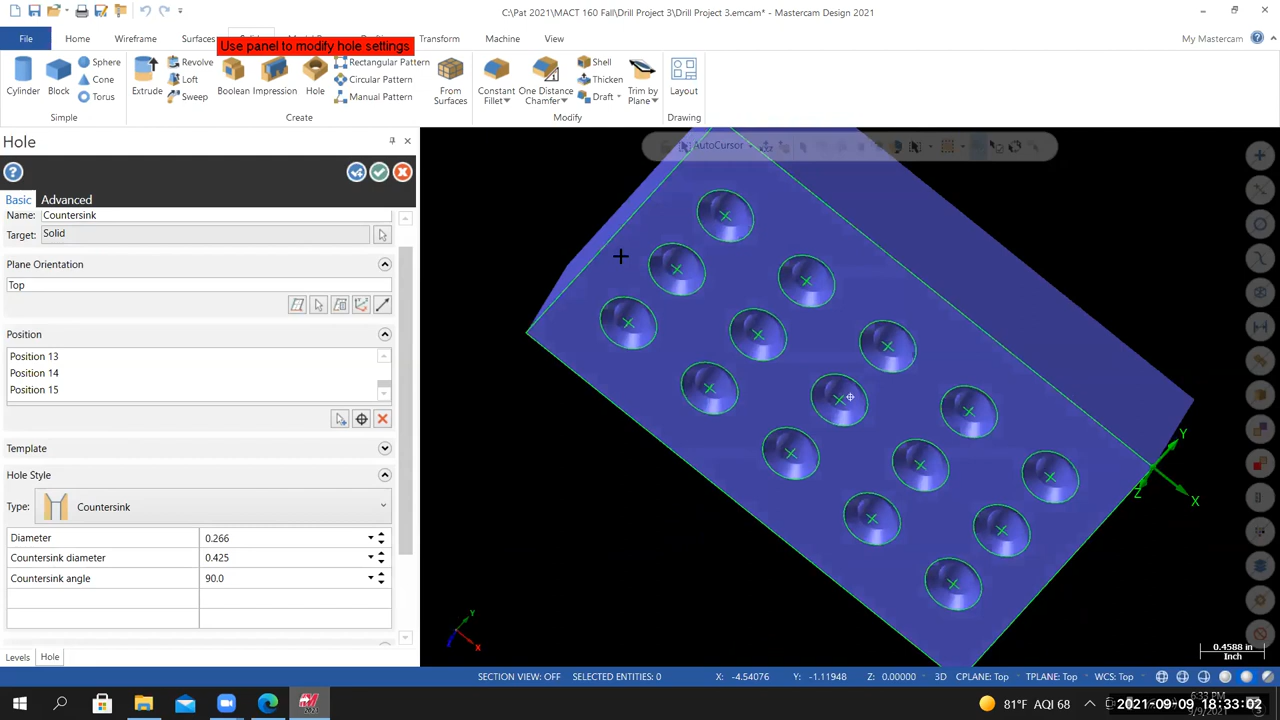 C:\Pat 2021\MACT 160 Fall\Drill Project 3\Drill Project 3.emcam* - Mastercam Design 2021
File Home Wireframe Surfaces Transform Machine View My Mastercam
Use panel to modify hole settings
Cylinder Block Sphere Cone Torus
Simple
Extrude Revolve Loft Sweep Boolean Impression Hole Rectangular Pattern Circular Pattern Manual Pattern From Surfaces
Create
Constant Fillet One Distance Chamfer Shell Thicken Draft Trim by Plane
Modify
Layout
Drawing
Hole
AutoCursor
Basic Advanced
Name: Countersink
Target: Solid
Plane Orientation
Top
Position
Position 13
Position 14
Position 15
Template
Hole Style
Type: Countersink
Diameter 0.266
Countersink diameter 0.425
Countersink angle 90.0
Y
X
Z
Y
X
0.4588 in
Inch
Levels Hole
SECTION VIEW: OFF SELECTED ENTITIES: 0 X: -4.54076 Y: -1.11948 Z: 0.00000 3D CPLANE: Top TPLANE: Top WCS: Top
81°F AQI 68
6:33 PM
2021-09-09 18:33:02
9/9/2021